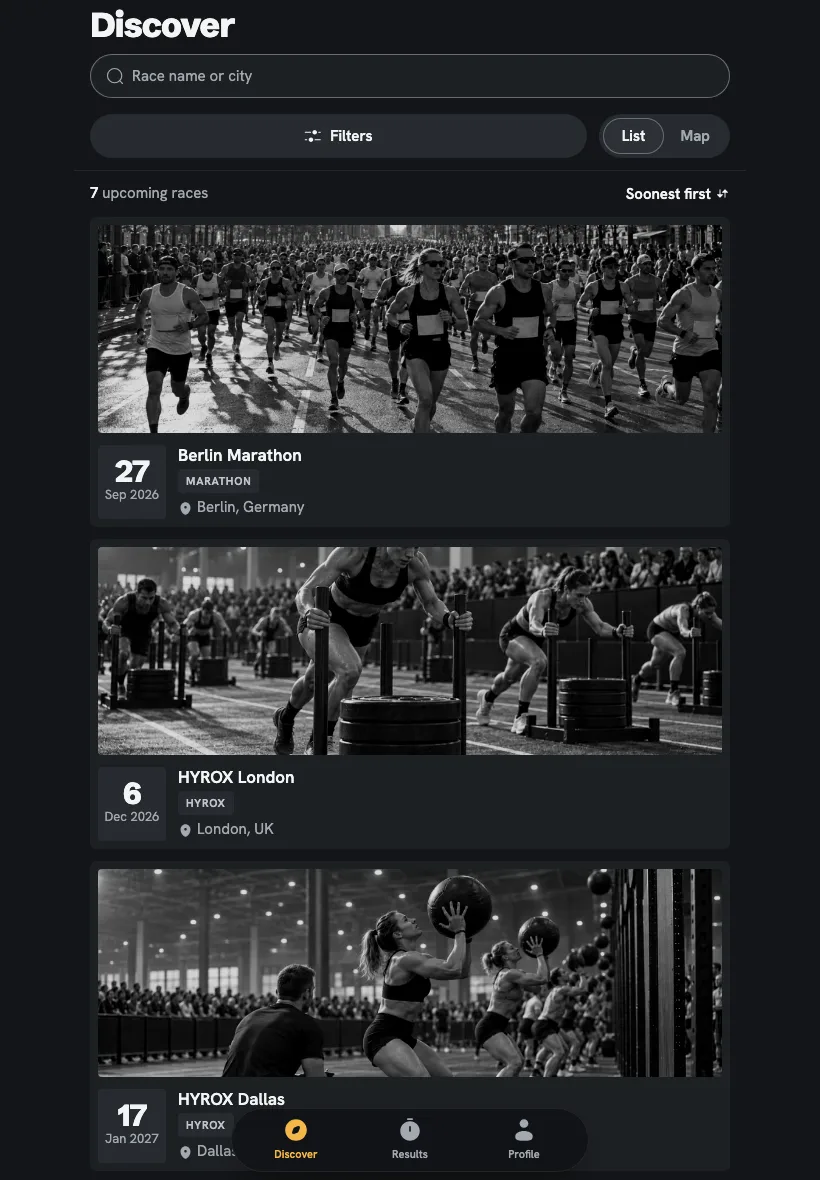 Discover
Race name or city
Filters
List
Map
7 upcoming races
Soonest first
Berlin Marathon
27
Sep 2026
MARATHON
Berlin, Germany
HYROX London
6
Dec 2026
HYROX
London, UK
HYROX Dallas
17
Jan 2027
HYROX
Discover
Results
Profile